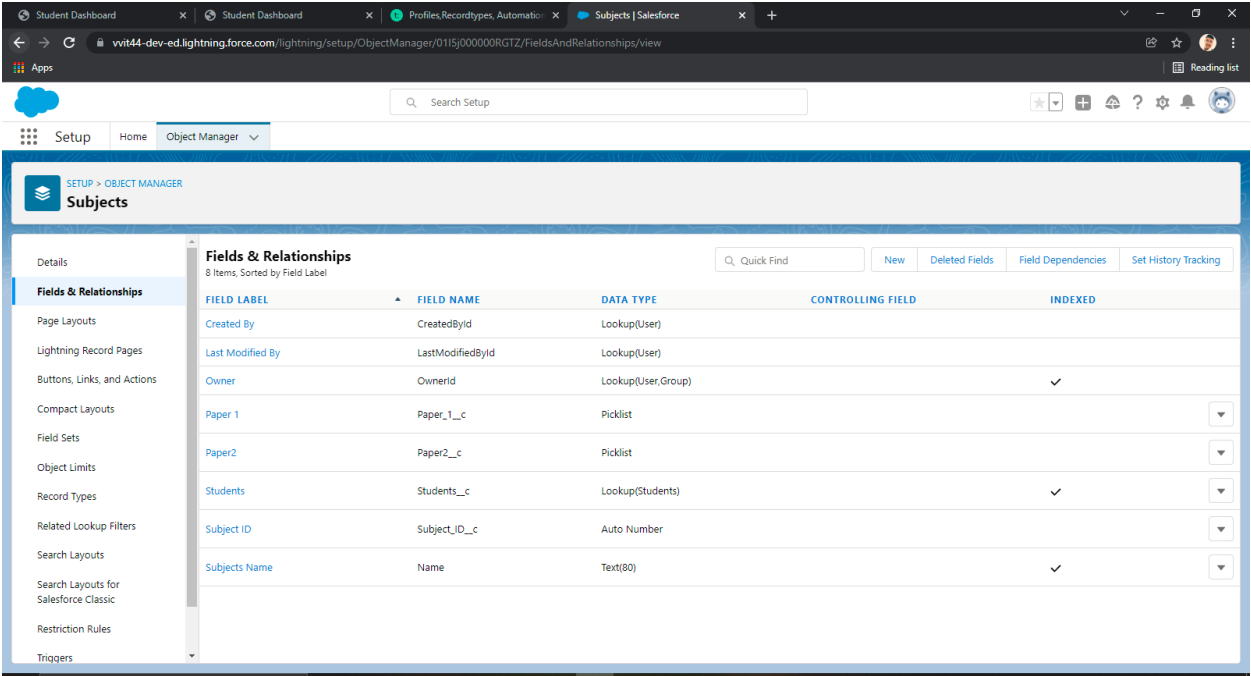 Student Dashboard
Student Dashboard
Profiles,Recordtypes, Automation
Subjects | Salesforce
vvit44-dev-ed.lightning.force.com/lightning/setup/ObjectManager/01I5j000000RGTZ/FieldsAndRelationships/view
Apps
Reading list
Search Setup
Setup
Home
Object Manager
SETUP > OBJECT MANAGER
Subjects
Details
Fields & Relationships
Page Layouts
Lightning Record Pages
Buttons, Links, and Actions
Compact Layouts
Field Sets
Object Limits
Record Types
Related Lookup Filters
Search Layouts
Search Layouts for
Salesforce Classic
Restriction Rules
Triggers
Fields & Relationships
8 Items, Sorted by Field Label
Quick Find
New
Deleted Fields
Field Dependencies
Set History Tracking
FIELD LABEL FIELD NAME DATA TYPE CONTROLLING FIELD INDEXED
Created By CreatedById Lookup(User)
Last Modified By LastModifiedById Lookup(User)
Owner OwnerId Lookup(User,Group)
Paper 1 Paper_1__c Picklist
Paper2 Paper2__c Picklist
Students Students__c Lookup(Students)
Subject ID Subject_ID__c Auto Number
Subjects Name Name Text(80)